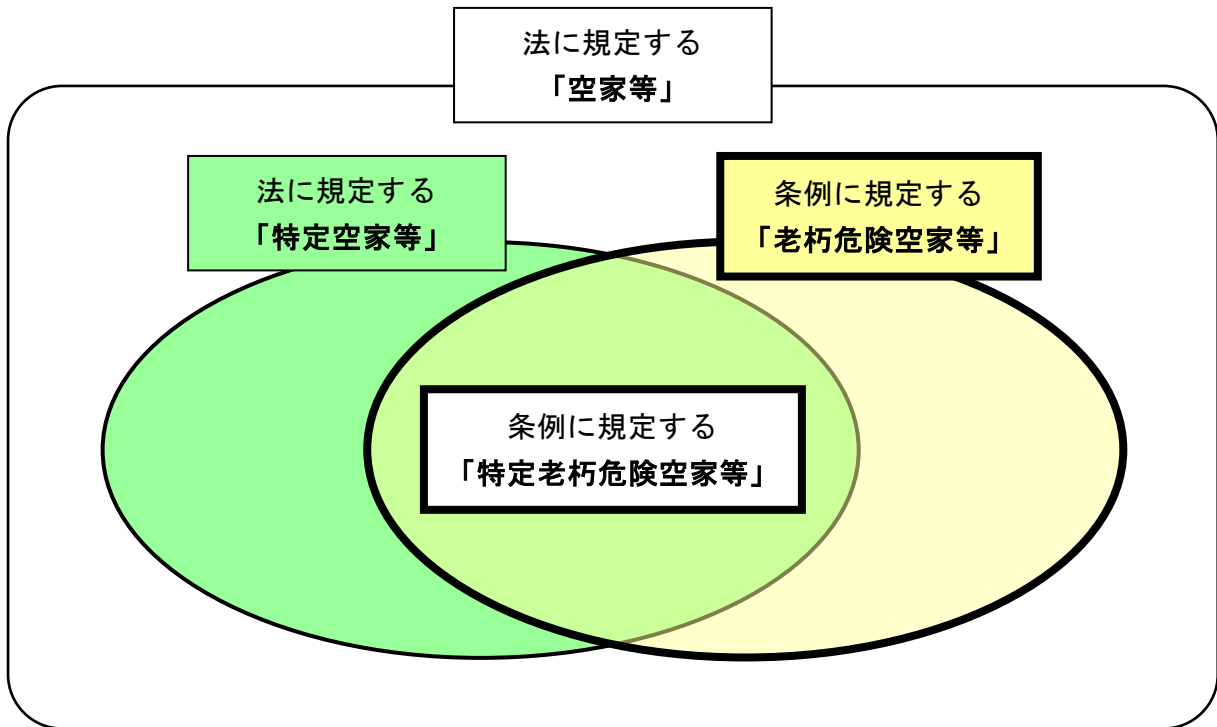 法に規定する
「空家等」
法に規定する
「特定空家等」
条例に規定する
「老朽危険空家等」
条例に規定する
「特定老朽危険空家等」